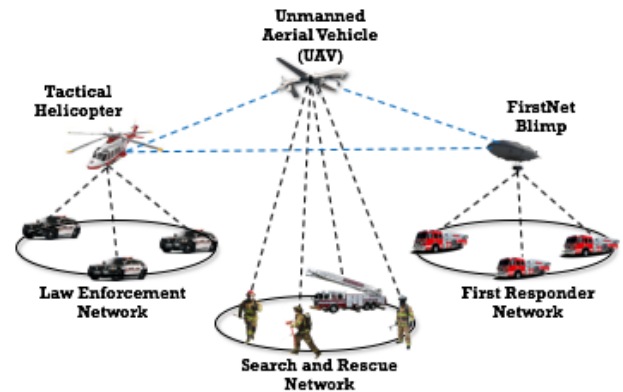 Unmanned
Aerial Vehicle
(UAV)
Tactical
Helicopter
FirstNet
Blimp
Law Enforcement
Network
First Responder
Network
Search and Rescue
Network